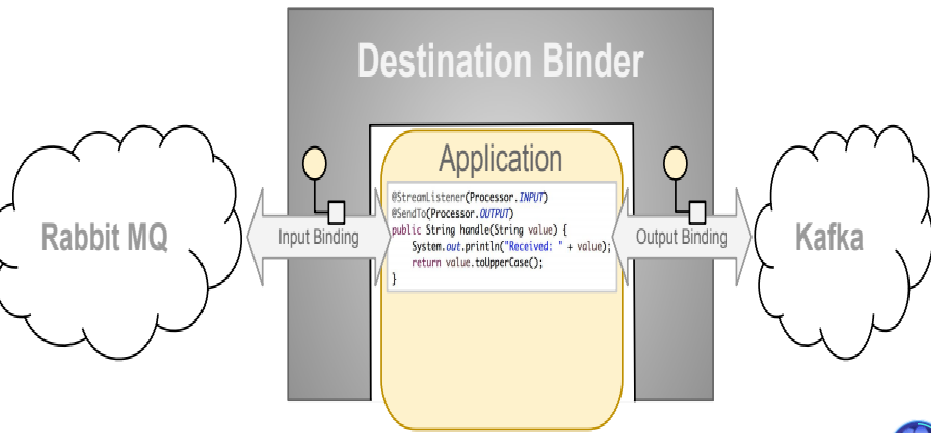 Destination Binder
Application
@StreamListener(Processor.INPUT)
@SendTo(Processor.OUTPUT)
public String handle(String value) {
    System.out.println("Received: " + value);
    return value.toUpperCase();
}
Rabbit MQ
Input Binding
Output Binding
Kafka